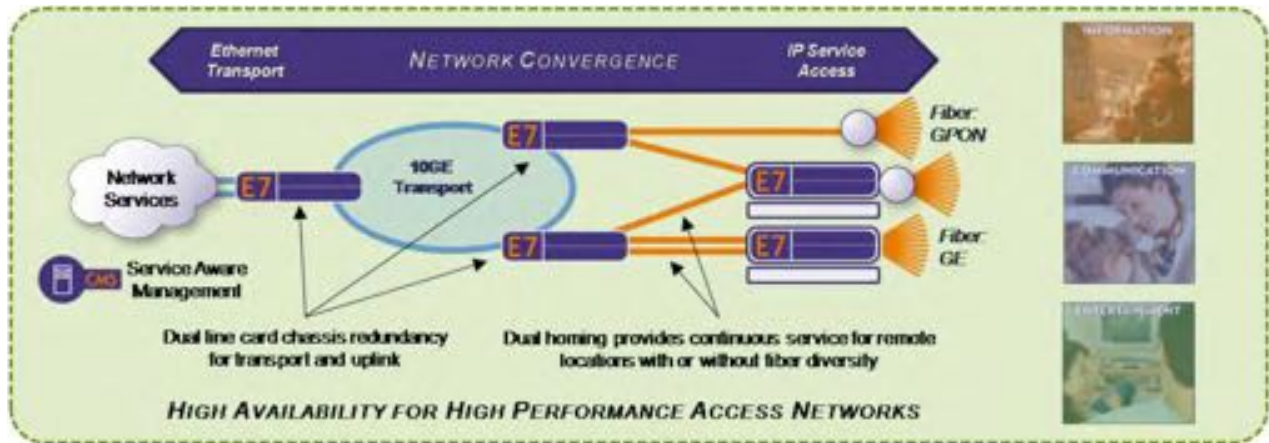 Ethernet
Transport
NETWORK CONVERGENCE
IP Service
Access
INFORMATION
E7
Fiber:
GPON
Network
Services
E7
10GE
Transport
E7
COMMUNICATION
E7
E7
Fiber:
GE
CMS
Service Aware
Management
Dual line card chassis redundancy
for transport and uplink
Dual homing provides continuous service for remote
locations with or without fiber diversity
ENTERTAINMENT
HIGH AVAILABILITY FOR HIGH PERFORMANCE ACCESS NETWORKS